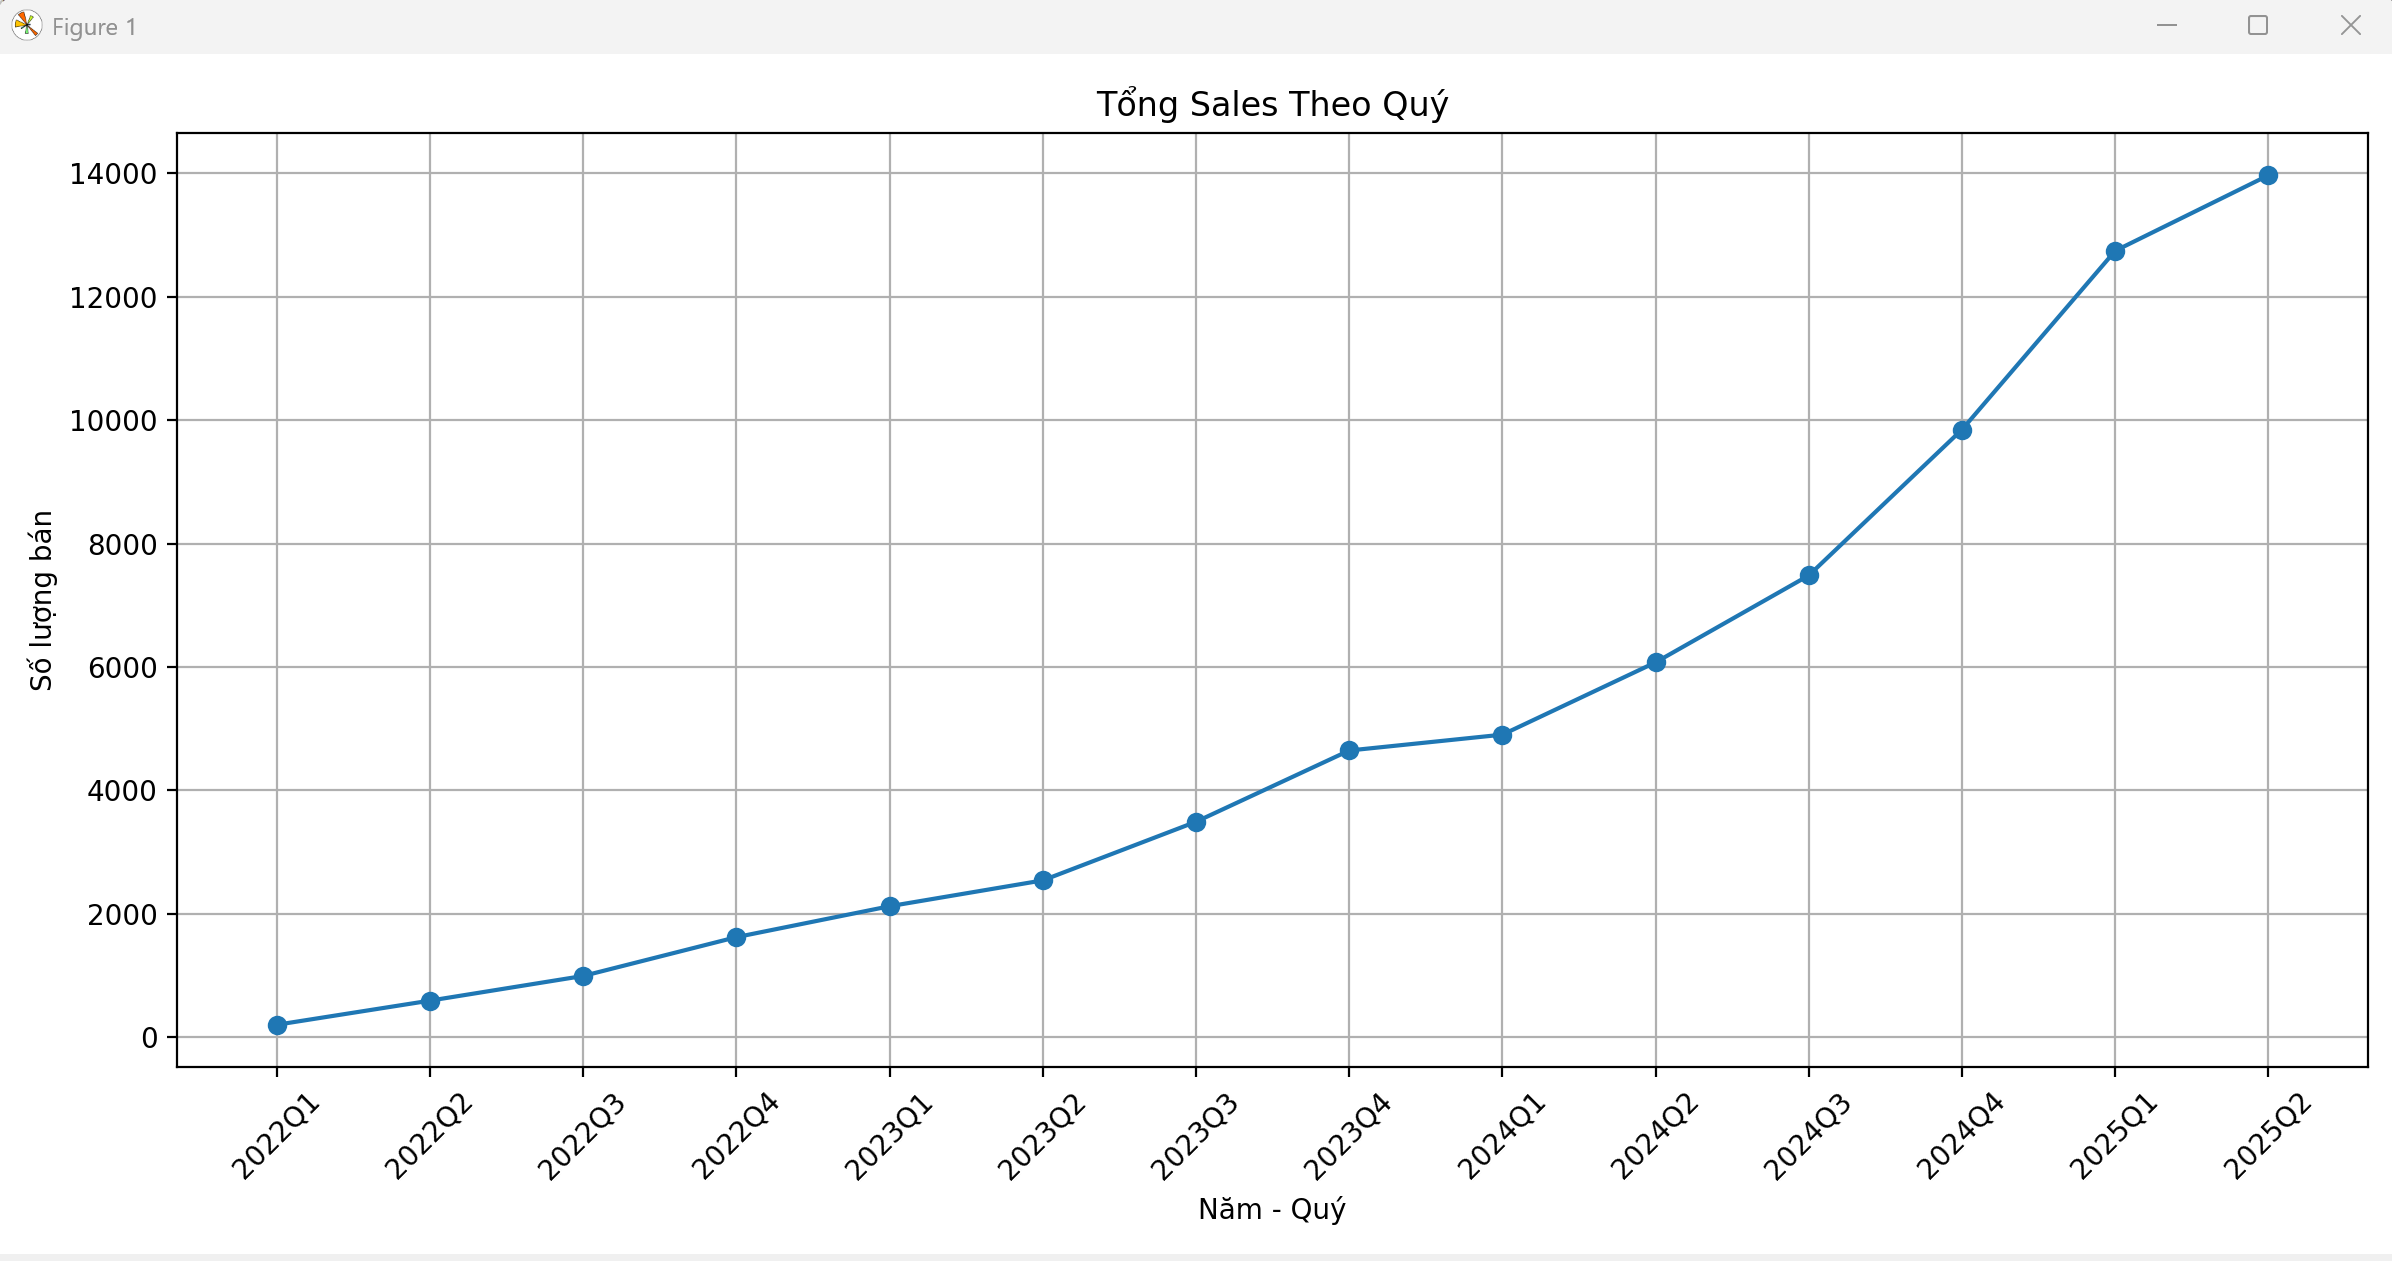 Figure 1
Tổng Sales Theo Quý
14000
12000
10000
8000
6000
4000
2000
0
Số lượng bán
2022Q1
2022Q2
2022Q3
2022Q4
2023Q1
2023Q2
2023Q3
2023Q4
2024Q1
2024Q2
2024Q3
2024Q4
2025Q1
2025Q2
Năm - Quý